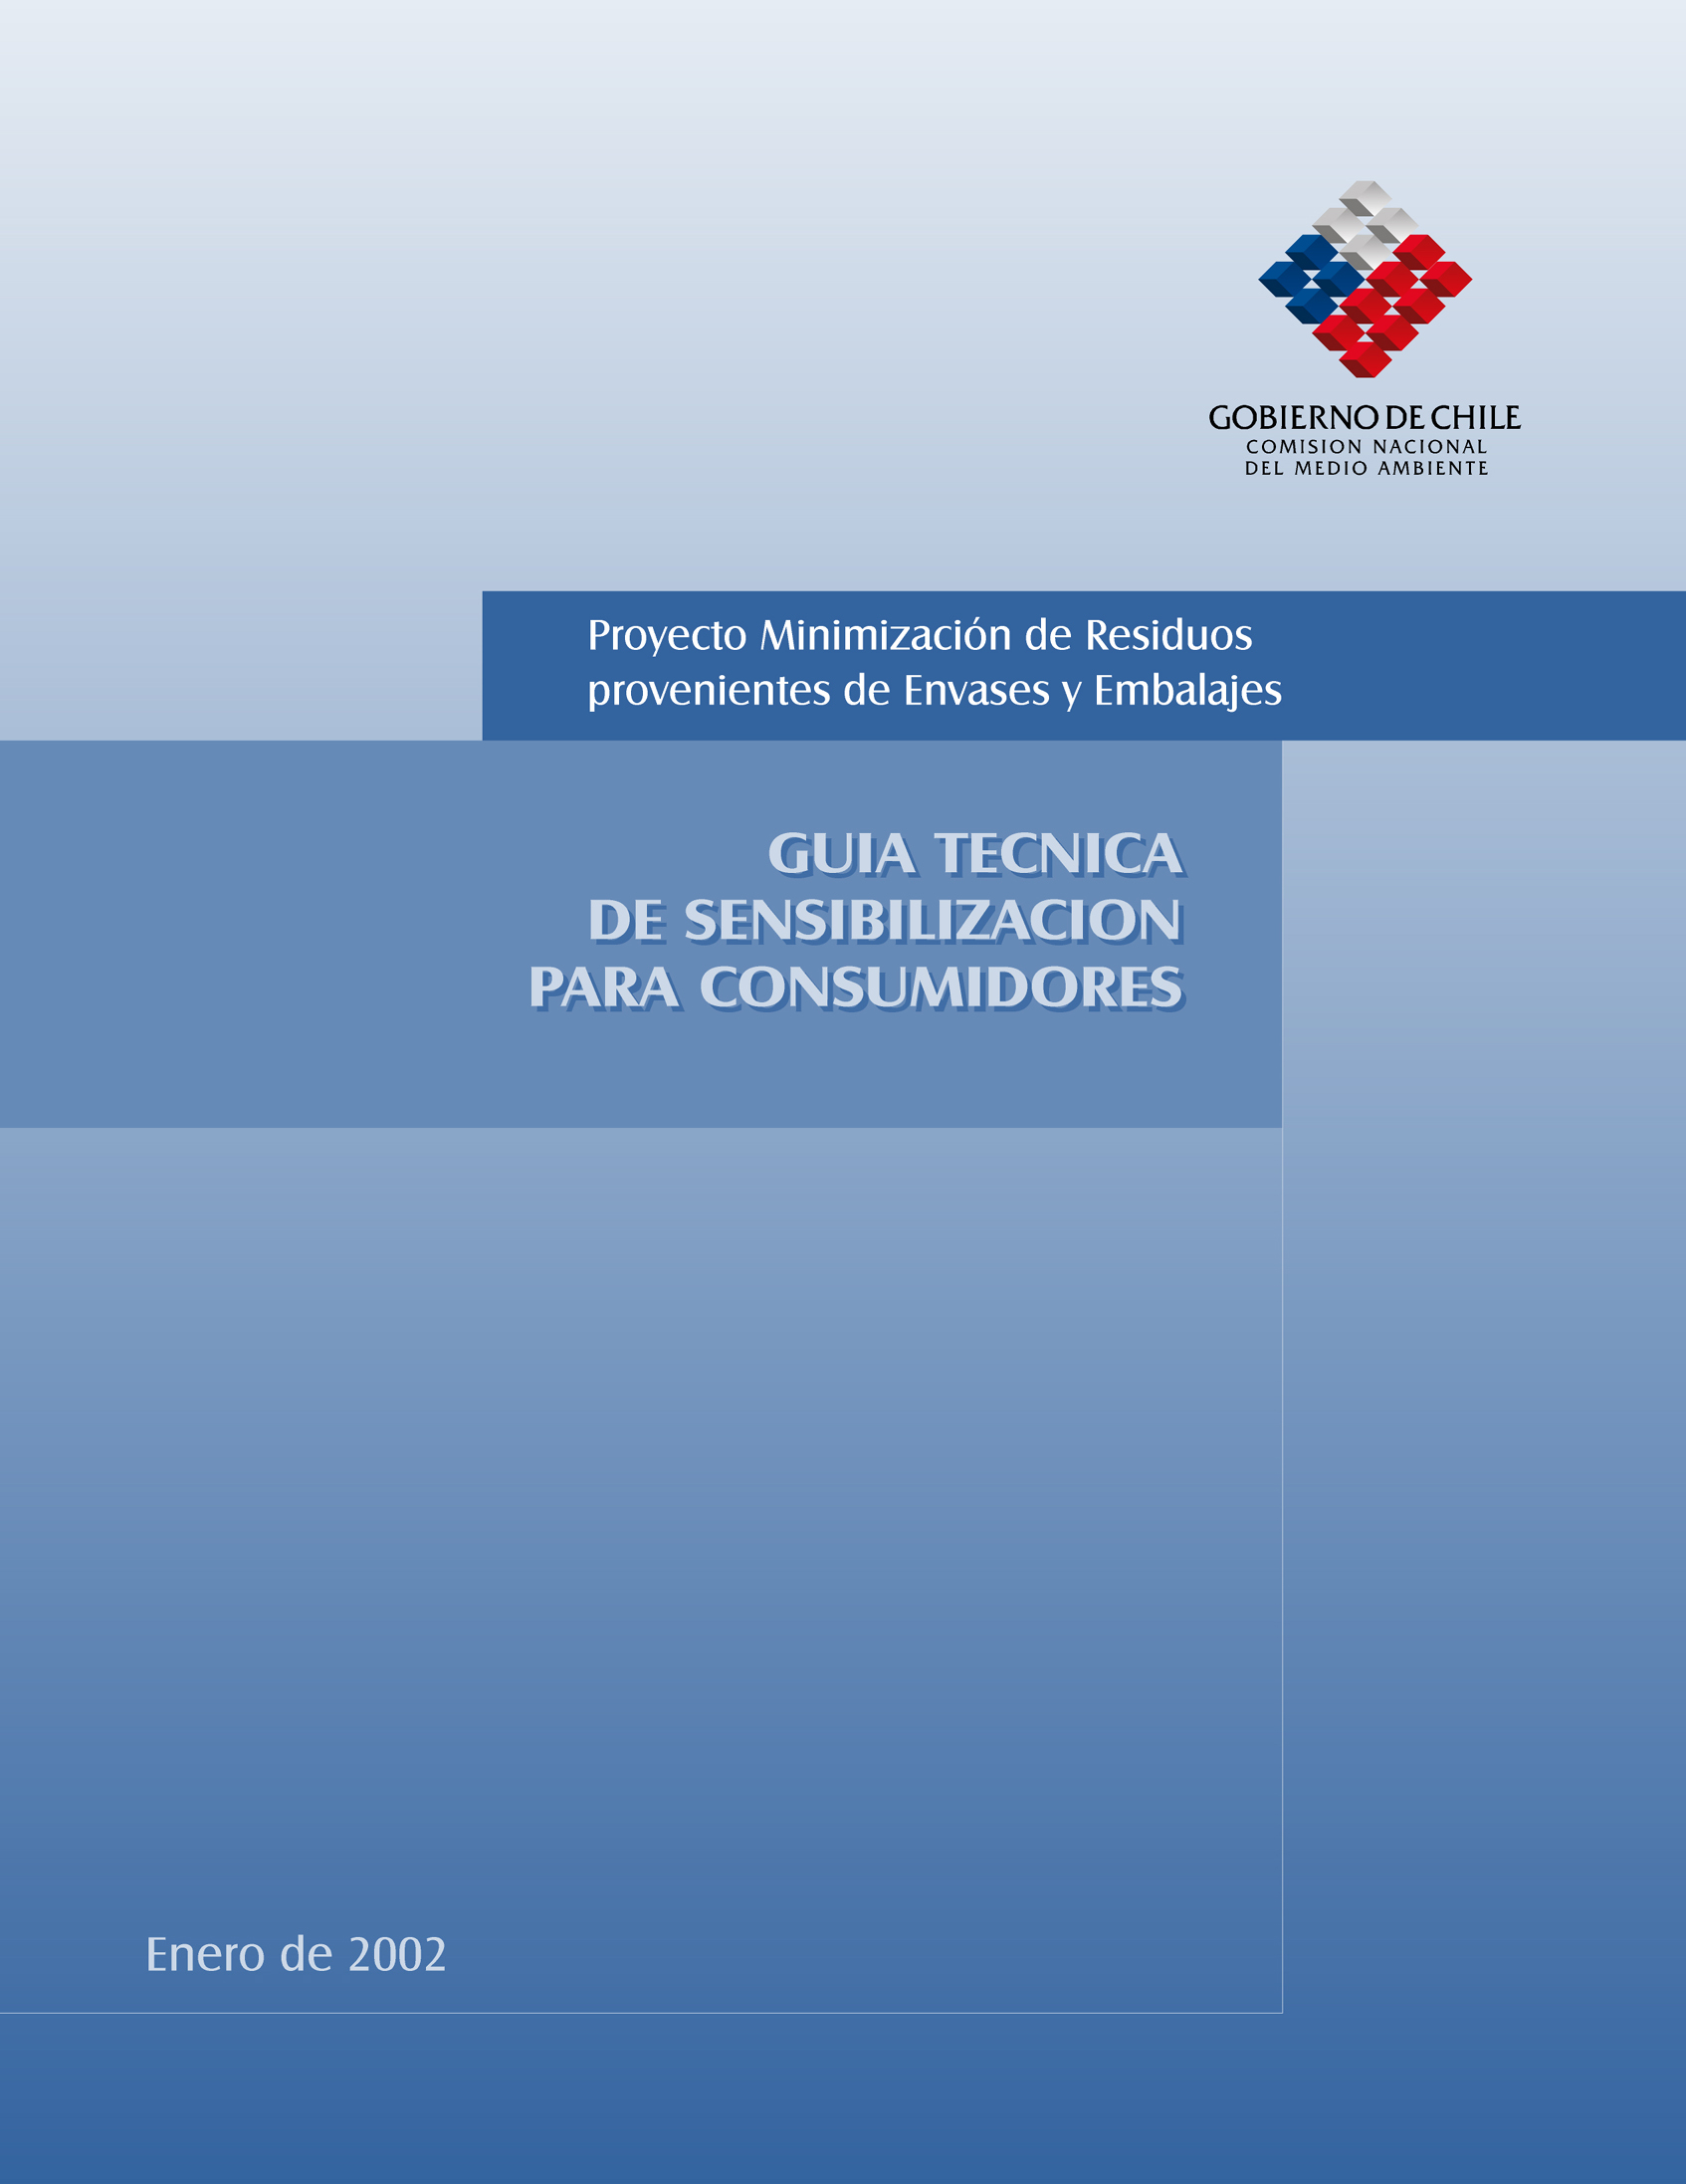 GOBIERNO DE CHILE
COMISION NACIONAL
DEL MEDIO AMBIENTE
Proyecto Minimización de Residuos
provenientes de Envases y Embalajes
GUIA TECNICA
DE SENSIBILIZACION
PARA CONSUMIDORES
Enero de 2002